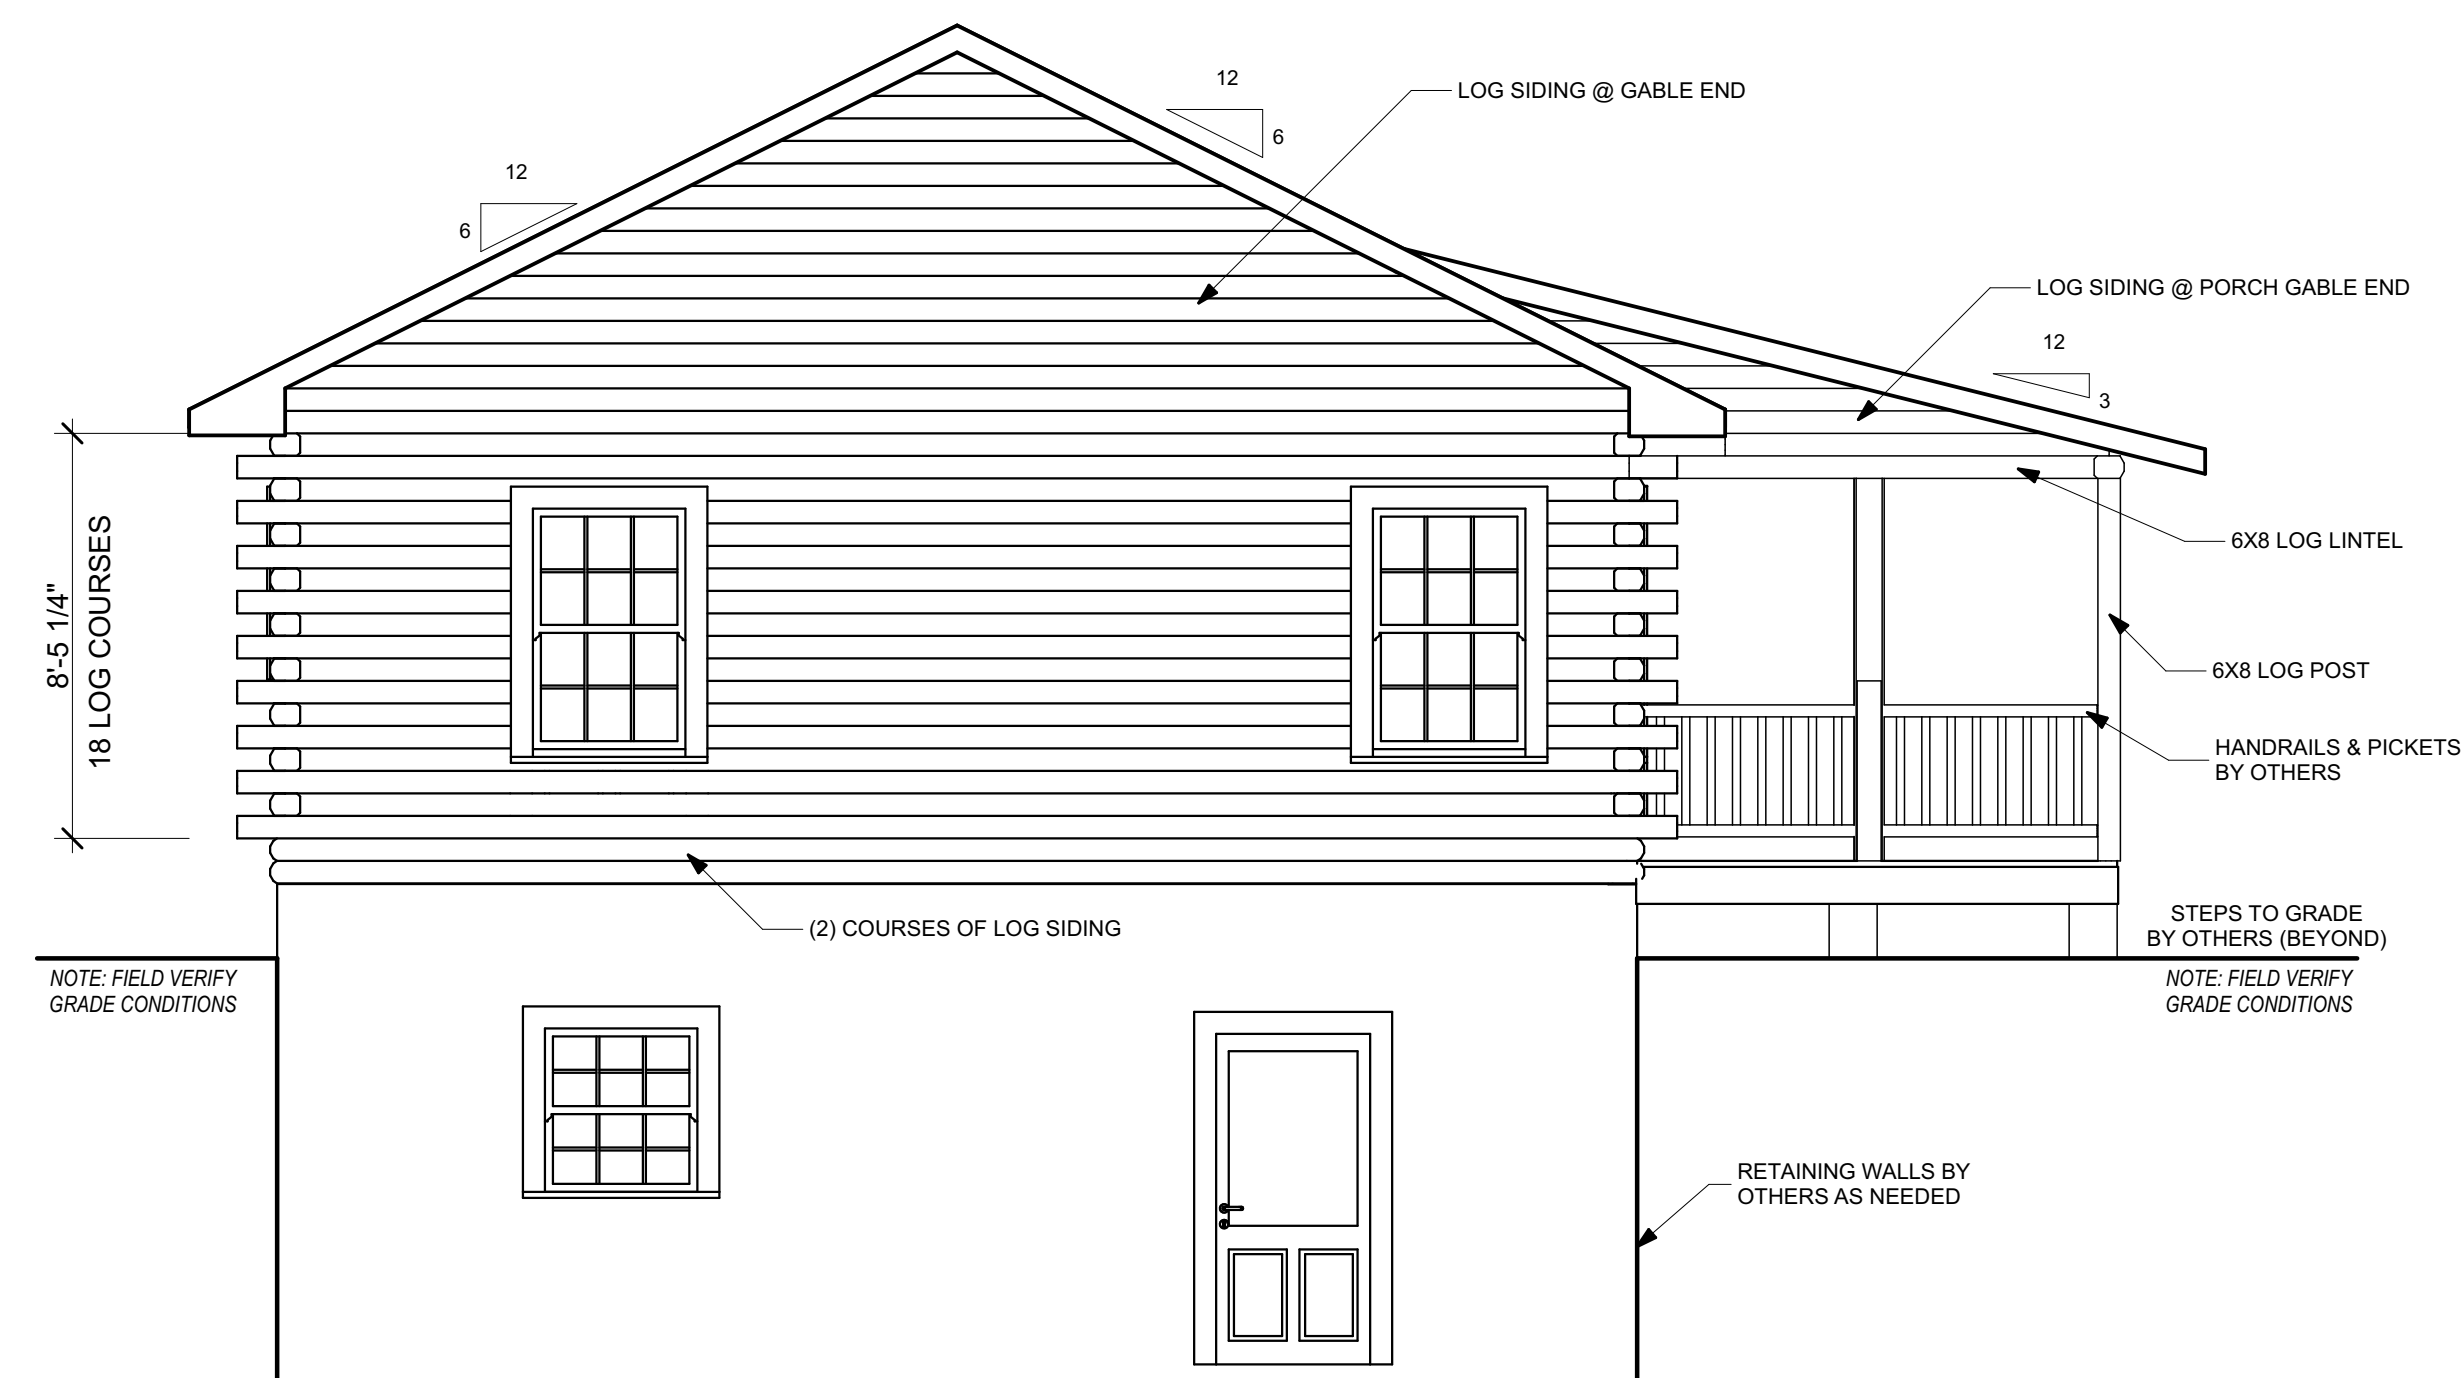 12
6
LOG SIDING @ GABLE END
12
6
LOG SIDING @ PORCH GABLE END
12
3
8'-5 1/4"
18 LOG COURSES
6X8 LOG LINTEL
6X8 LOG POST
HANDRAILS & PICKETS
BY OTHERS
(2) COURSES OF LOG SIDING
STEPS TO GRADE
BY OTHERS (BEYOND)
NOTE: FIELD VERIFY
GRADE CONDITIONS
NOTE: FIELD VERIFY
GRADE CONDITIONS
RETAINING WALLS BY
OTHERS AS NEEDED